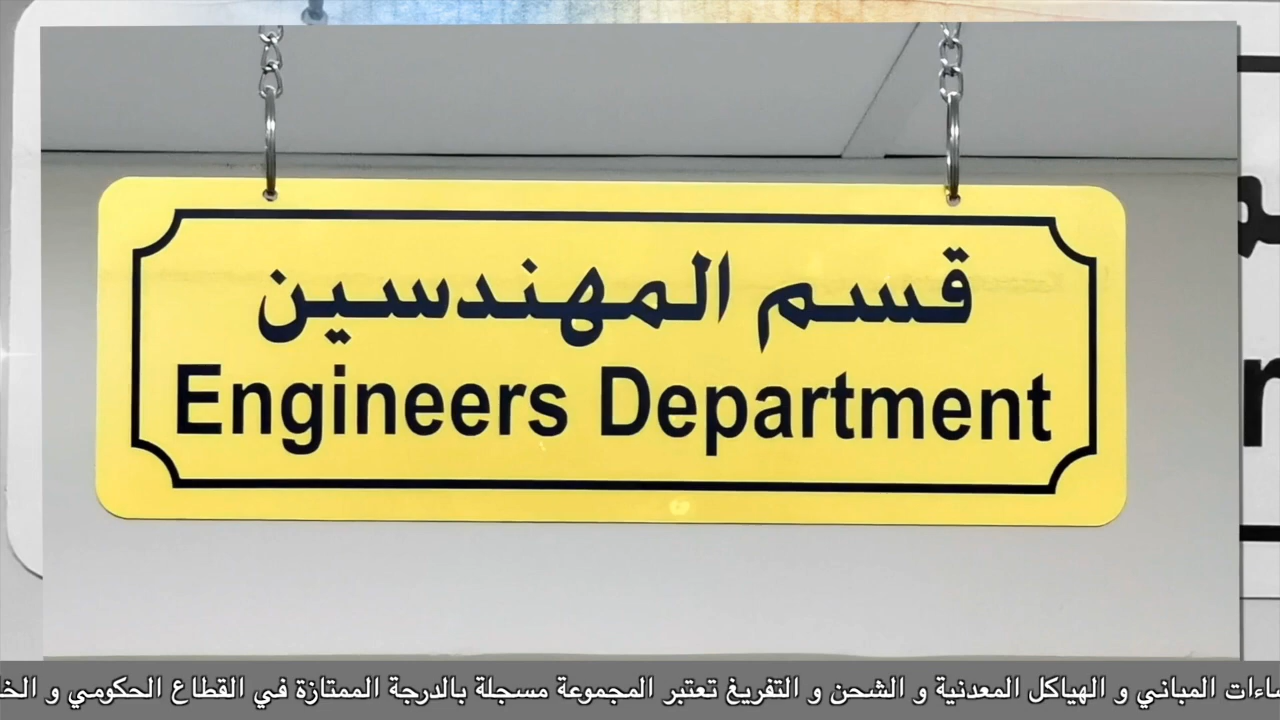 قسم المهندسين
Engineers Department
المباني و الهياكل المعدنية و الشحن و التفريغ تعتبر المجموعة مسجلة بالدرجة الممتازة في القطاع الحكومي و